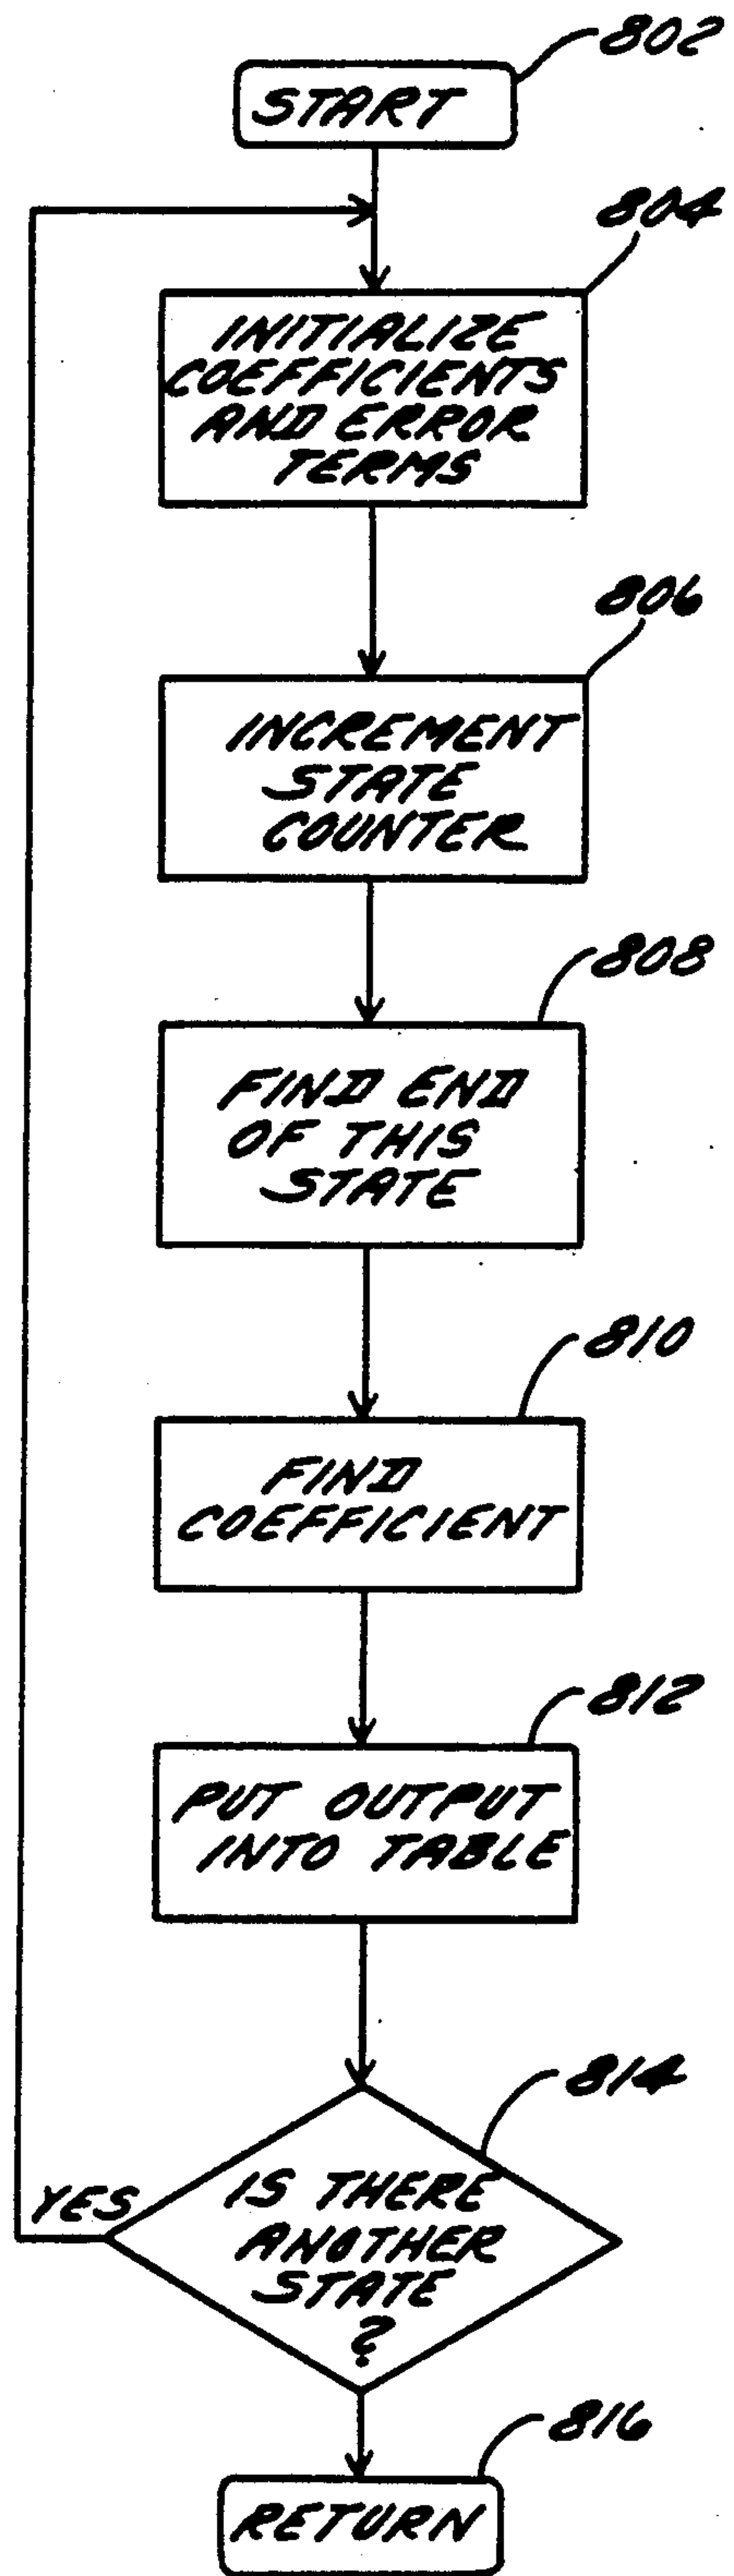 802
START
804
INITIALIZE
COEFFICIENTS
AND ERROR
TERMS
806
INCREMENT
STATE
COUNTER
808
FIND END
OF THIS
STATE
810
FIND
COEFFICIENT
812
PUT OUTPUT
INTO TABLE
814
YES
IS THERE
ANOTHER
STATE
?
816
RETURN